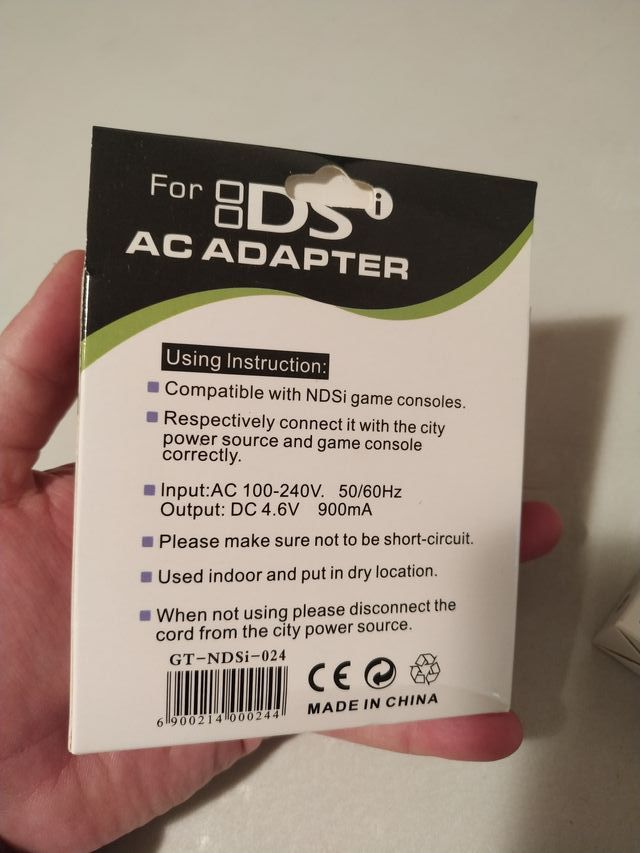 For DSi
AC ADAPTER
Using Instruction:
Compatible with NDSi game consoles.
Respectively connect it with the city
power source and game console
correctly.
Input:AC 100-240V. 50/60Hz
Output: DC 4.6V 900mA
Please make sure not to be short-circuit.
Used indoor and put in dry location.
When not using please disconnect the
cord from the city power source.
GT-NDSi-024
6 900214 000244
CE
MADE IN CHINA